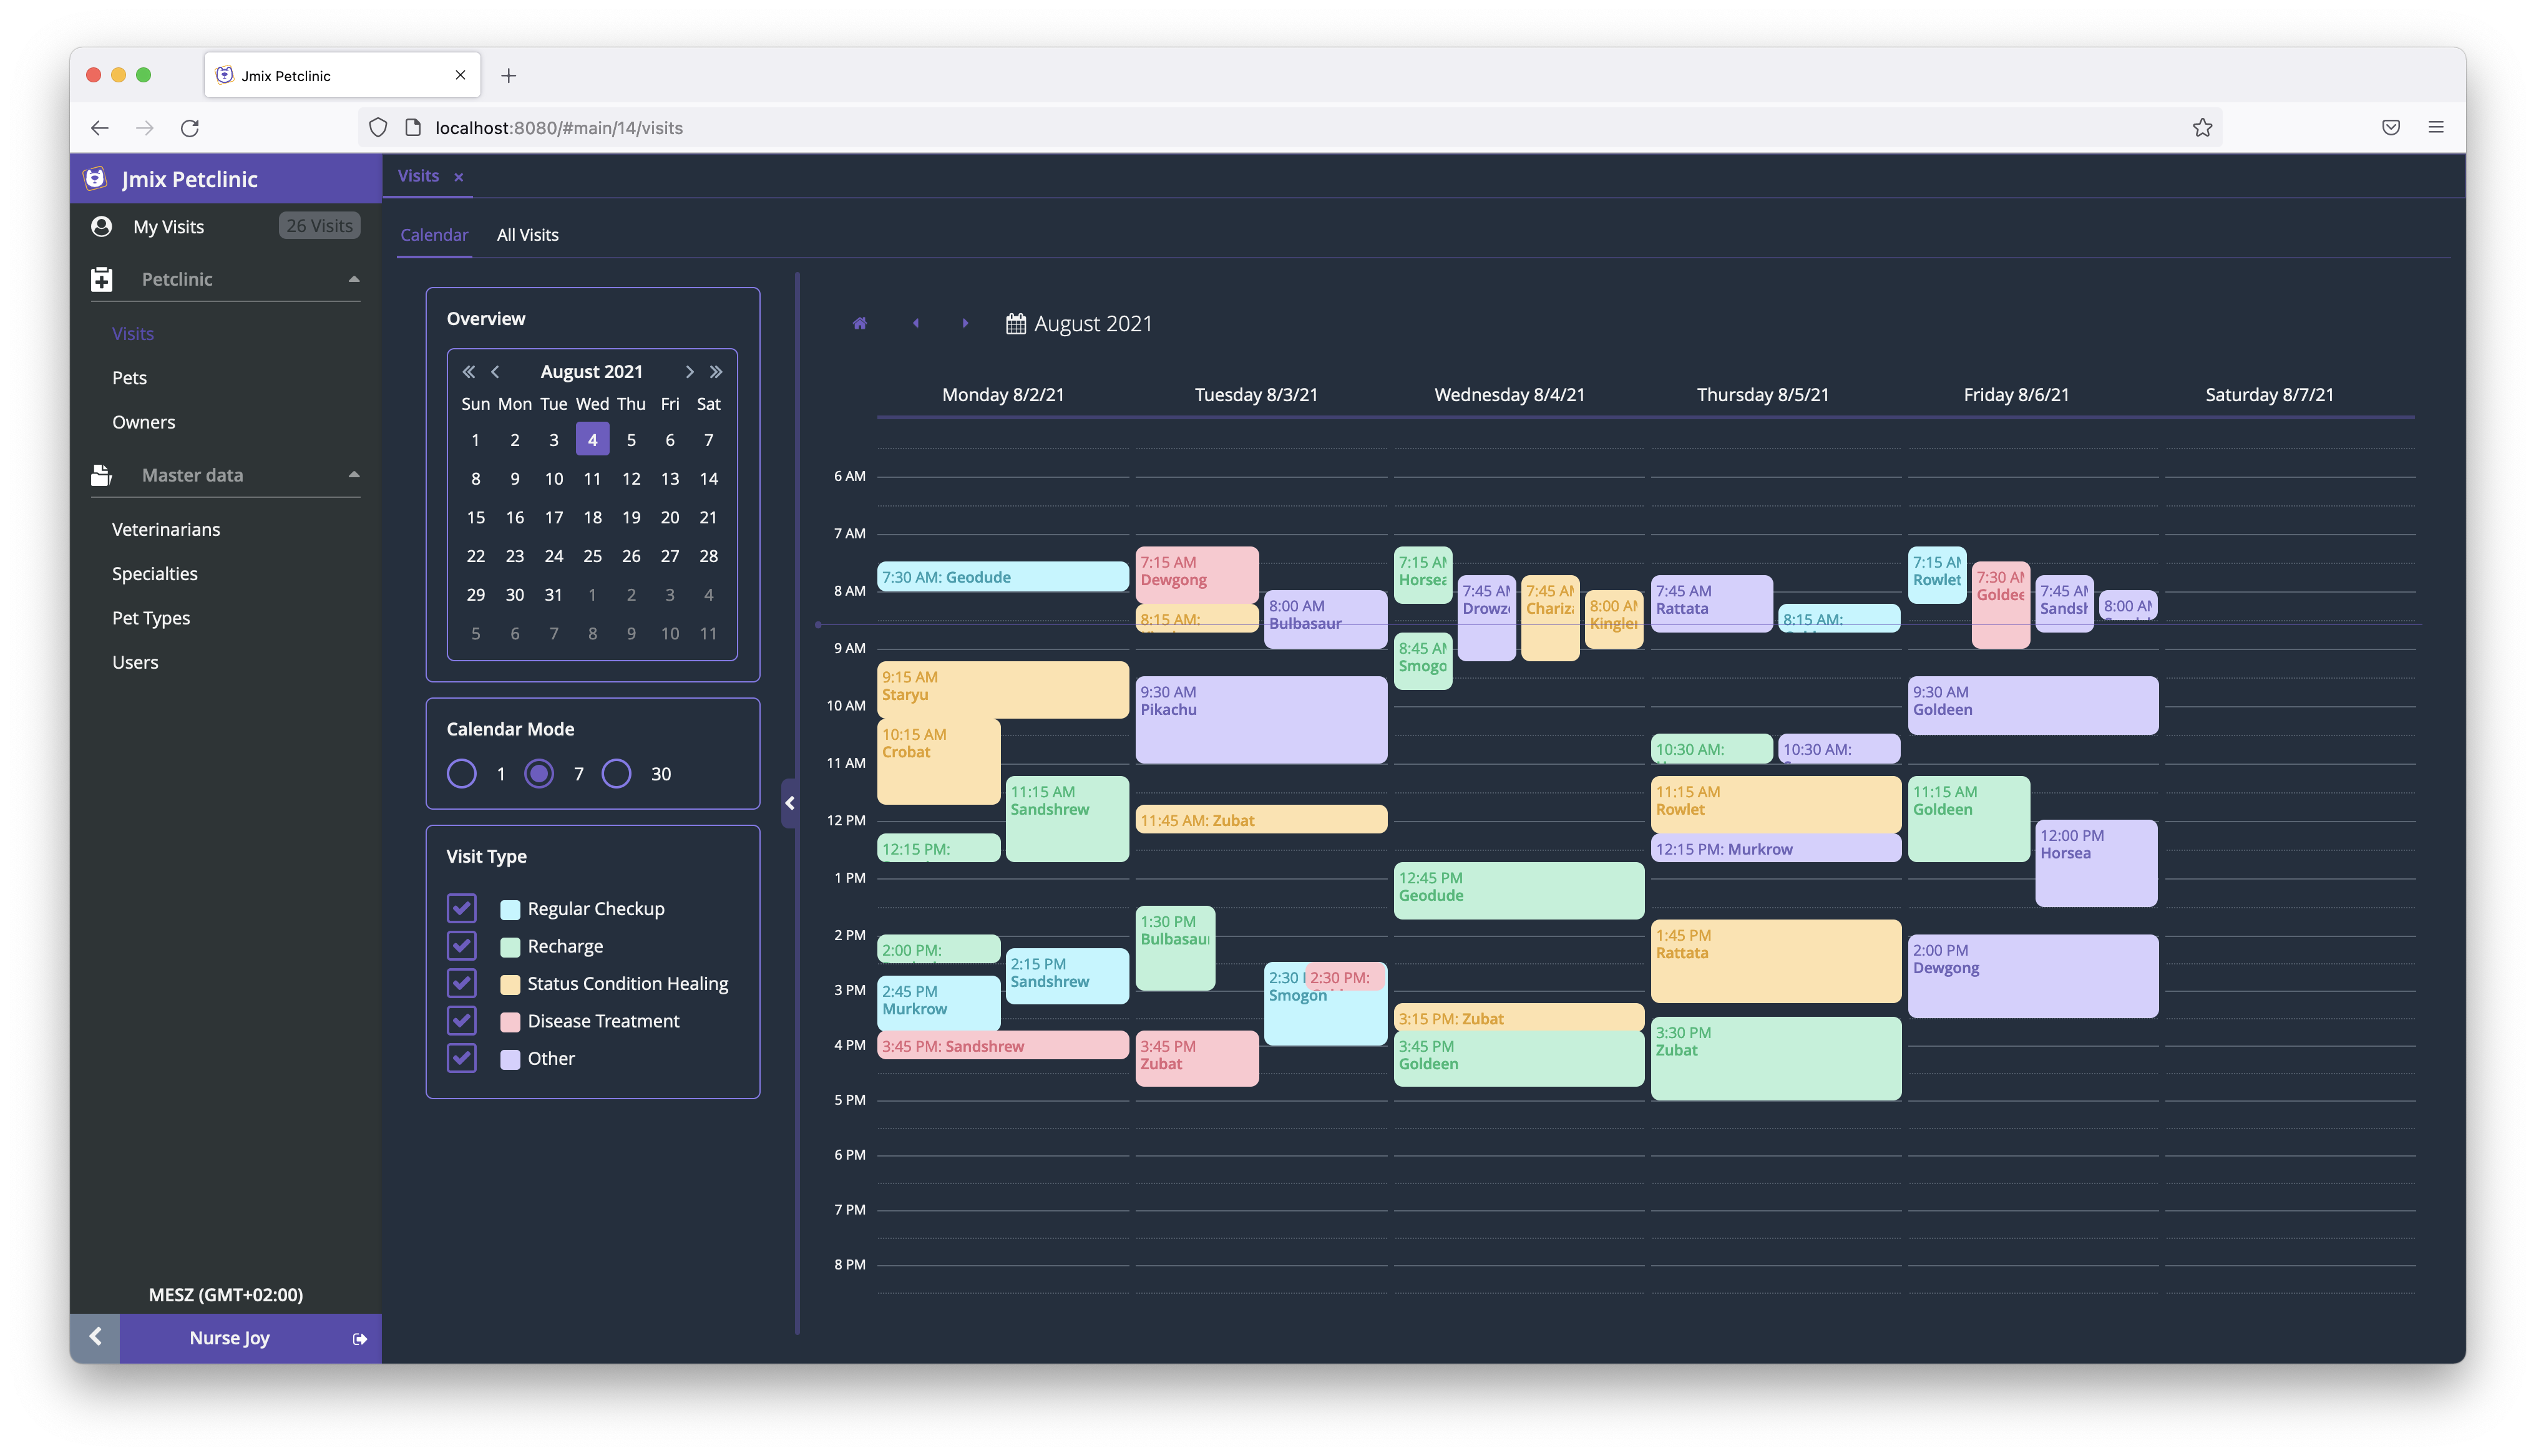 Jmix Petclinic
localhost:8080/#main/14/visits
Jmix Petclinic
My Visits
26 Visits
Petclinic
Visits
Pets
Owners
Master data
Veterinarians
Specialties
Pet Types
Users
MESZ (GMT+02:00)
Nurse Joy
Visits
Calendar
All Visits
Overview
August 2021
Sun Mon Tue Wed Thu Fri Sat
1 2 3 4 5 6 7
8 9 10 11 12 13 14
15 16 17 18 19 20 21
22 23 24 25 26 27 28
29 30 31 1 2 3 4
5 6 7 8 9 10 11
Calendar Mode
1 7 30
Visit Type
Regular Checkup
Recharge
Status Condition Healing
Disease Treatment
Other
August 2021
Monday 8/2/21
Tuesday 8/3/21
Wednesday 8/4/21
Thursday 8/5/21
Friday 8/6/21
Saturday 8/7/21
6 AM
7 AM
8 AM
9 AM
10 AM
11 AM
12 PM
1 PM
2 PM
3 PM
4 PM
5 PM
6 PM
7 PM
8 PM
7:30 AM: Geodude
9:15 AM
Staryu
10:15 AM
Crobat
11:15 AM
Sandshrew
12:15 PM:
2:00 PM:
2:15 PM
Sandshrew
2:45 PM
Murkrow
3:45 PM: Sandshrew
7:15 AM
Dewgong
8:15 AM:
8:00 AM
Bulbasaur
9:30 AM
Pikachu
11:45 AM: Zubat
1:30 PM
Bulbasau
2:30
Smogon
2:30 PM:
3:45 PM
Zubat
7:15 A
Horsea
7:45 A
Drowz
7:45 A
Chariz
8:00 A
Kingle
8:45 A
Smogo
12:45 PM
Geodude
3:15 PM: Zubat
3:45 PM
Goldeen
7:45 AM
Rattata
8:15 AM:
10:30 AM:
10:30 AM:
11:15 AM
Rowlet
12:15 PM: Murkrow
1:45 PM
Rattata
3:30 PM
Zubat
7:15 A
Rowlet
7:30 A
Goldee
7:45 A
Sandsh
8:00 A
9:30 AM
Goldeen
11:15 AM
Goldeen
12:00 PM
Horsea
2:00 PM
Dewgong